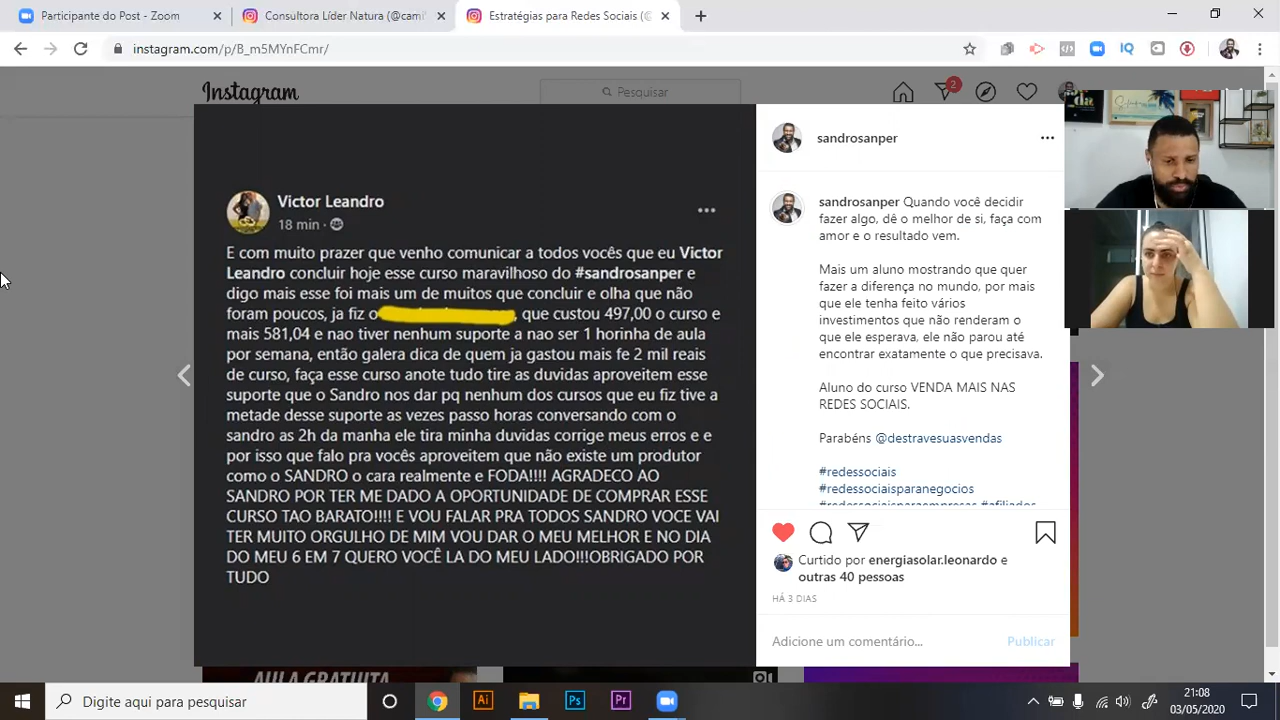 Participant do Post - Zoom
Consultora Líder Natura (@cami
Estratégias para Redes Sociais (@
instagram.com/p/B_m5MYnFCmr/
IQ
Instagram
Pesquisar
2
Victor Leandro
18 min ·
E com muito prazer que venho comunicar a todos vocês que eu Victor
Leandro concluir hoje esse curso maravilhoso do #sandrosanper e
digo mais esse foi mais um de muitos que concluir e olha que não
foram poucos, ja fiz o , que custou 497,00 o curso e
mais 581,04 e nao tiver nenhum suporte a nao ser 1 horinha de aula
por semana, então galera dica de quem ja gastou mais fe 2 mil reais
de curso, faça esse curso anote tudo tire as duvidas aproveitem esse
suporte que o Sandro nos dar pq nenhum dos cursos que eu fiz tive a
metade desse suporte as vezes passo horas conversando com o
sandro as 2h da manha ele tira minha duvidas corrige meus erros e e
por isso que falo pra vocês aproveitem que não existe um produtor
como o SANDRO o cara realmente e FODA!!!! AGRADECO AO
SANDRO POR TER ME DADO A OPORTUNIDADE DE COMPRAR ESSE
CURSO TAO BARATO!!!! E VOU FALAR PRA TODOS SANDRO VOCE VAI
TER MUITO ORGULHO DE MIM VOU DAR O MEU MELHOR E NO DIA
DO MEU 6 EM 7 QUERO VOCÊ LA DO MEU LADO!!!OBRIGADO POR
TUDO
sandrosanper
sandrosanper Quando você decidir
fazer algo, dê o melhor de si, faça com
amor e o resultado vem.
Mais um aluno mostrando que quer
fazer a diferença no mundo, por mais
que ele tenha feito vários
investimentos que não renderam o
que ele esperava, ele não parou até
encontrar exatamente o que precisava.
Aluno do curso VENDA MAIS NAS
REDES SOCIAIS.
Parabéns @destravesuasvendas
#redessociais
#redessociaisparanegocios
#redessociaisparaempresas #afiliados
Curtido por energiasolar.leonardo e
outras 40 pessoas
HÁ 3 DIAS
Adicione um comentário...
Publicar
AULA GRATUITA
Digite aqui para pesquisar
Ai
Ps
Pr
21:08
03/05/2020